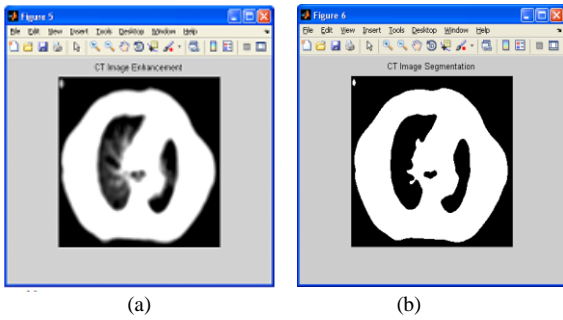 Figure 5
File Edit View Insert Tools Desktop Window Help
CT Image Enhancement
(a)
Figure 6
File Edit View Insert Tools Desktop Window Help
CT Image Segmentation
(b)